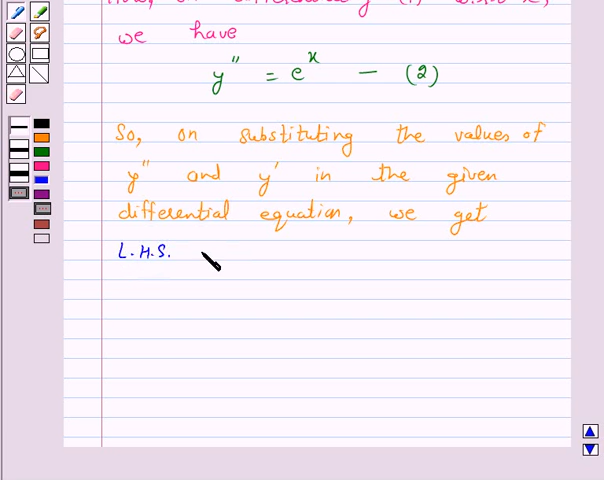 we have
y'' = e^x — (2)
So, on substituting the values of
y'' and y' in the given
differential equation, we get
L.H.S.